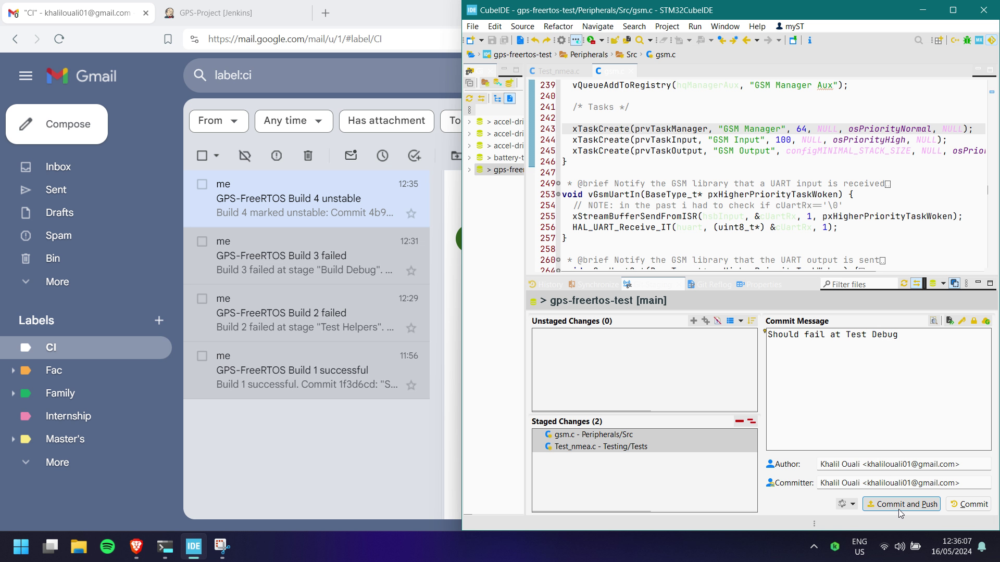 "CI" - khalilouali01@gmail.com
GPS-Project [Jenkins]
https://mail.google.com/mail/u/1/#label/CI
Gmail
label:ci
Compose
From
Any time
Has attachment
To
Inbox
Sent
Drafts
Spam
Bin
More
Labels
CI
Fac
Family
Internship
Master's
More
me
12:35
GPS-FreeRTOS Build 4 unstable
Build 4 marked unstable: Commit 4b9...
me
12:31
GPS-FreeRTOS Build 3 failed
Build 3 failed at stage "Build Debug". ...
me
12:29
GPS-FreeRTOS Build 2 failed
Build 2 failed at stage "Test Helpers". ...
me
11:56
GPS-FreeRTOS Build 1 successful
Build 1 successful. Commit 1f3d6cd: "S...
IDE CubeIDE - gps-freertos-test/Peripherals/Src/gsm.c - STM32CubeIDE
File Edit Source Refactor Navigate Search Project Run Window Help myST
gps-freertos-test Peripherals Src gsm.c
git
> accel-dri
> accel-dri
> accel-dri
> battery-t
> gps-free
Test_nmea.c
gsm.c
239 vQueueAddToRegistry(hqManagerAux, "GSM Manager Aux");
240
241 /* Tasks */
242
243 xTaskCreate(prvTaskManager, "GSM Manager", 64, NULL, osPriorityNormal, NULL);
244 xTaskCreate(prvTaskInput, "GSM Input", 100, NULL, osPriorityHigh, NULL);
245 xTaskCreate(prvTaskOutput, "GSM Output", configMINIMAL_STACK_SIZE, NULL, osPrior
246 }
247
249 * @brief Notify the GSM library that a UART input is received
253 void vGsmUartIn(BaseType_t* pxHigherPriorityTaskWoken) {
254 // NOTE: in the past i had to check if cUartRx=='\0'
255 xStreamBufferSendFromISR(hsbInput, &cUartRx, 1, pxHigherPriorityTaskWoken);
256 HAL_UART_Receive_IT(huart, (uint8_t*) &cUartRx, 1);
257 }
258
260 * @brief Notify the GSM library that the UART output is sent
264
History Synchronize git Git Reflog Properties
Filter files
> gps-freertos-test [main]
Unstaged Changes (0)
Staged Changes (2)
gsm.c - Peripherals/Src
Test_nmea.c - Testing/Tests
Commit Message
Should fail at Test Debug
Author: Khalil Ouali <khalilouali01@gmail.com>
Committer: Khalil Ouali <khalilouali01@gmail.com>
Commit and Push
Commit
IDE
ENG
US
12:36:07
16/05/2024